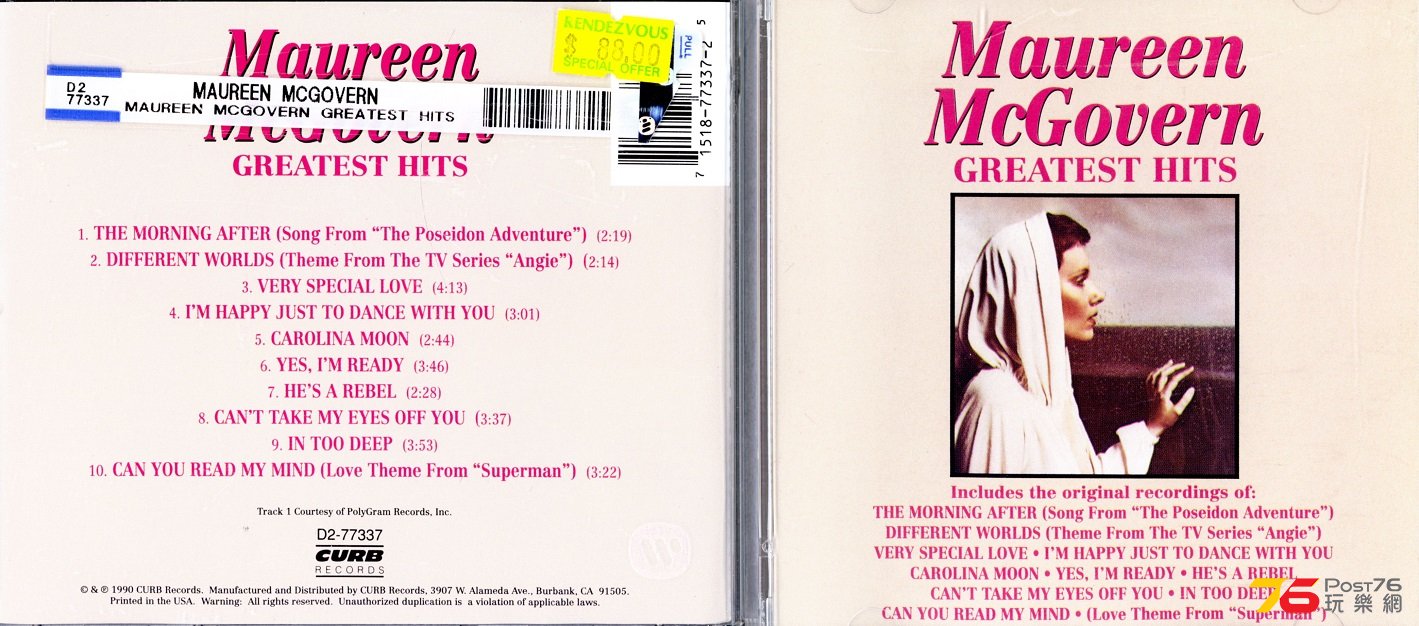 Maureen
RENDEZVOUS
$ 88.00
SPECIAL OFFER
PULL
D2
77337
MAUREEN MCGOVERN
MAUREEN MCGOVERN GREATEST HITS
McGovern
GREATEST HITS
7 1518-77337-2 5
1. THE MORNING AFTER (Song From “The Poseidon Adventure”) (2:19)
2. DIFFERENT WORLDS (Theme From The TV Series “Angie”) (2:14)
3. VERY SPECIAL LOVE (4:13)
4. I’M HAPPY JUST TO DANCE WITH YOU (3:01)
5. CAROLINA MOON (2:44)
6. YES, I’M READY (3:46)
7. HE’S A REBEL (2:28)
8. CAN’T TAKE MY EYES OFF YOU (3:37)
9. IN TOO DEEP (3:53)
10. CAN YOU READ MY MIND (Love Theme From “Superman”) (3:22)
Track 1 Courtesy of PolyGram Records, Inc.
D2-77337
CURB
RECORDS
© & ℗ 1990 CURB Records. Manufactured and Distributed by CURB Records, 3907 W. Alameda Ave., Burbank, CA 91505.
Printed in the USA. Warning: All rights reserved. Unauthorized duplication is a violation of applicable laws.
Maureen
McGovern
GREATEST HITS
Includes the original recordings of:
THE MORNING AFTER (Song From “The Poseidon Adventure”)
DIFFERENT WORLDS (Theme From The TV Series “Angie”)
VERY SPECIAL LOVE • I’M HAPPY JUST TO DANCE WITH YOU
CAROLINA MOON • YES, I’M READY • HE’S A REBEL
CAN’T TAKE MY EYES OFF YOU • IN TOO DEEP
CAN YOU READ MY MIND • (Love Theme From “Superman”)
76 POST76
玩樂網